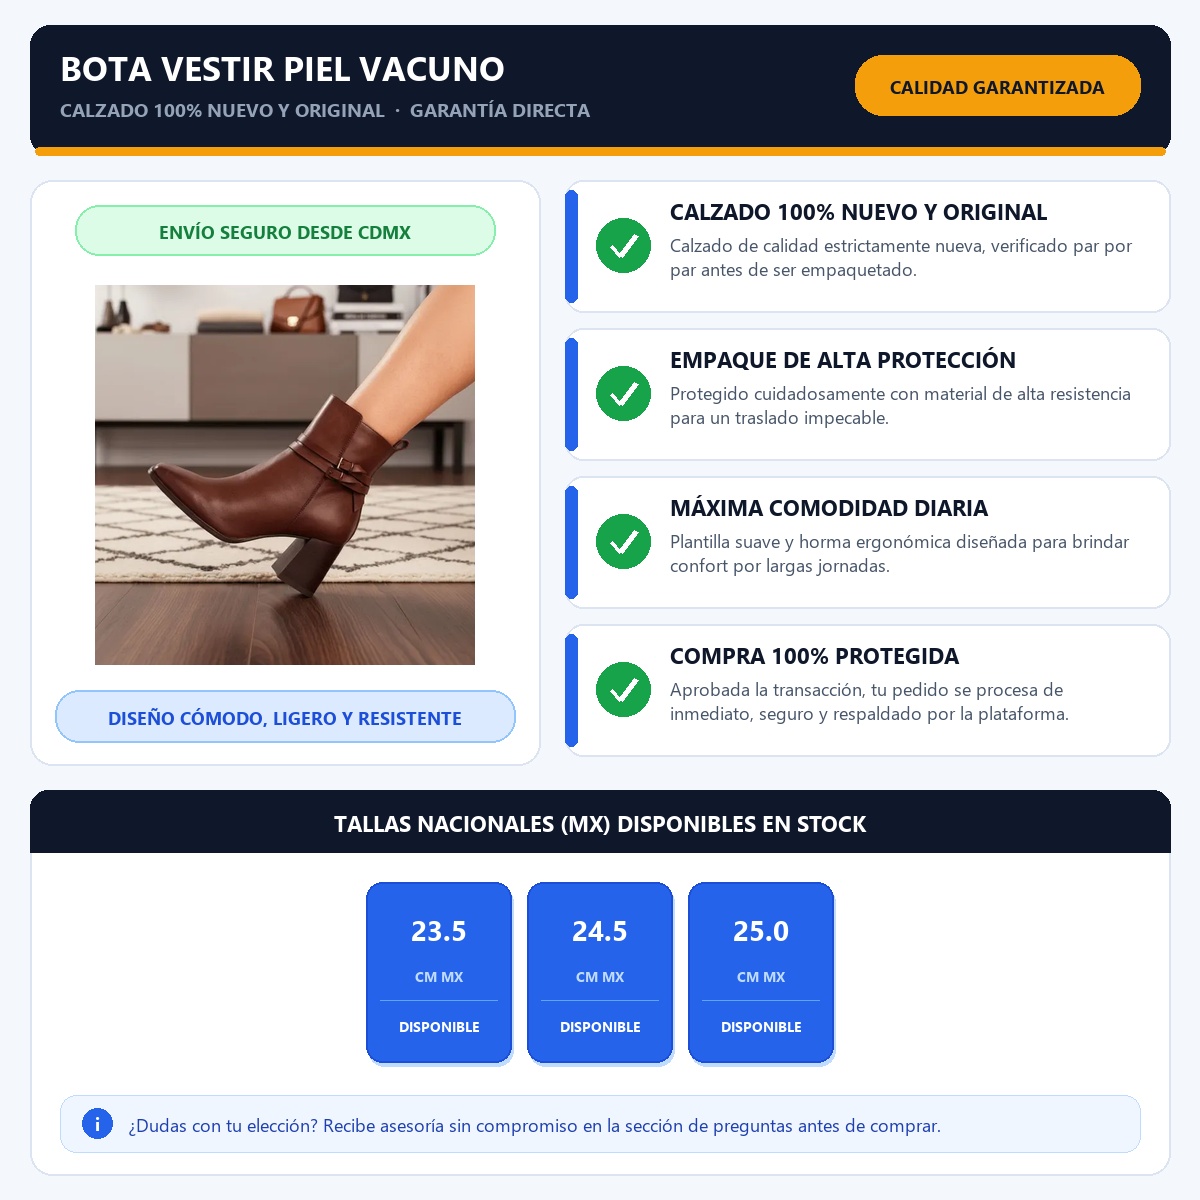 BOTA VESTIR PIEL VACUNO
CALZADO 100% NUEVO Y ORIGINAL · GARANTÍA DIRECTA
CALIDAD GARANTIZADA
ENVÍO SEGURO DESDE CDMX
DISEÑO CÓMODO, LIGERO Y RESISTENTE
CALZADO 100% NUEVO Y ORIGINAL
Calzado de calidad estrictamente nueva, verificado par por
par antes de ser empaquetado.
EMPAQUE DE ALTA PROTECCIÓN
Protegido cuidadosamente con material de alta resistencia
para un traslado impecable.
MÁXIMA COMODIDAD DIARIA
Plantilla suave y horma ergonómica diseñada para brindar
confort por largas jornadas.
COMPRA 100% PROTEGIDA
Aprobada la transacción, tu pedido se procesa de
inmediato, seguro y respaldado por la plataforma.
TALLAS NACIONALES (MX) DISPONIBLES EN STOCK
23.5
CM MX
DISPONIBLE
24.5
CM MX
DISPONIBLE
25.0
CM MX
DISPONIBLE
¿Dudas con tu elección? Recibe asesoría sin compromiso en la sección de preguntas antes de comprar.